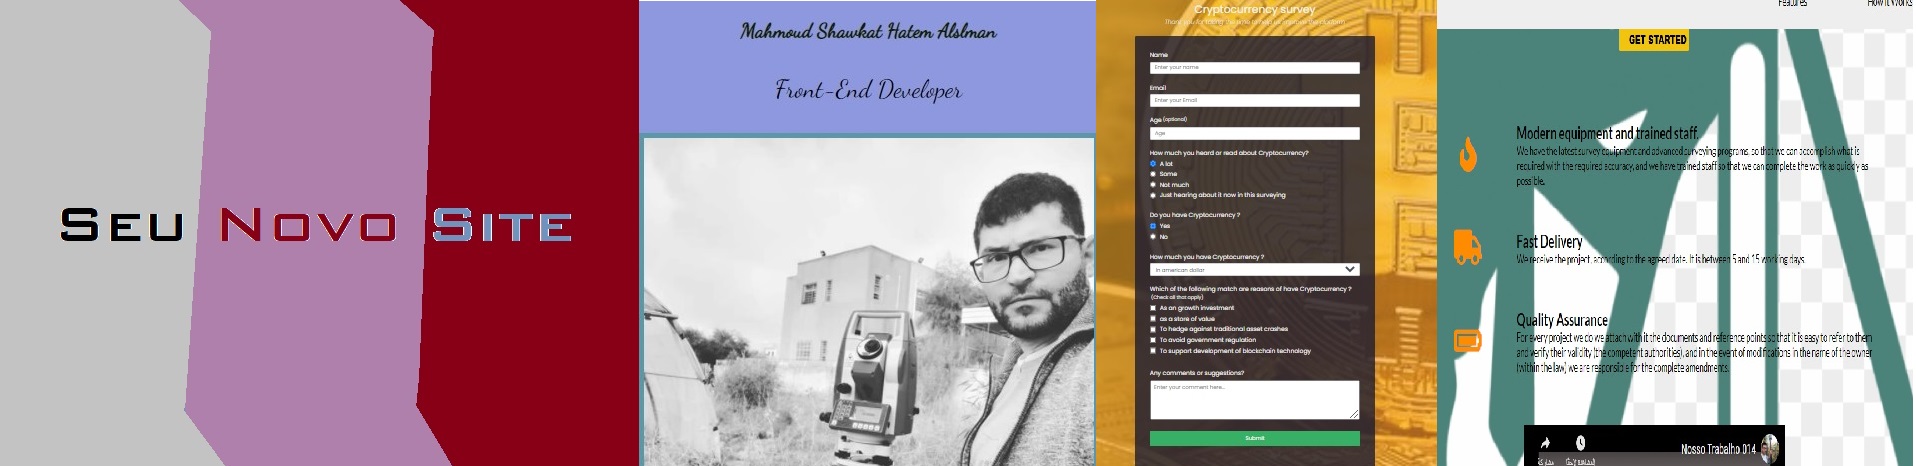 SEU NOVO SITE
Mahmoud Shawkat Hatem Alslman
Front-End Developer
Cryptocurrency survey
Name
Enter your name
Email
Enter your Email
Age (optional)
Age
How much you heard or read about Cryptocurrency?
A lot
Some
Not much
Just hearing about it now in this surveying
Do you have Cryptocurrency ?
Yes
No
How much you have Cryptocurrency ?
In american dollar
Which of the following match are reasons of have Cryptocurrency ?
(Check all that apply)
As an growth investment
as a store of value
To hedge against traditional asset crashes
To avoid government regulation
To support development of blockchain technology
Any comments or suggestions?
Enter your comment here...
Submit
Features
How It Works
GET STARTED
Modern equipment and trained staff.
We have the latest survey equipment and advanced surveying programs, so that we can accomplish what is
required with the required accuracy, and we have trained staff so that we can complete the work as quickly as
possible.
Fast Delivery
We receive the project, according to the agreed date. It is between 5 and 15 working days.
Quality Assurance
For every project we do we attach with it the documents and reference points so that it is easy to refer to them
and verify their validity (the competent authorities), and in the event of modifications in the name of the owner
(within the law) we are responsible for the complete amendments.
Nosso Trabalho 014